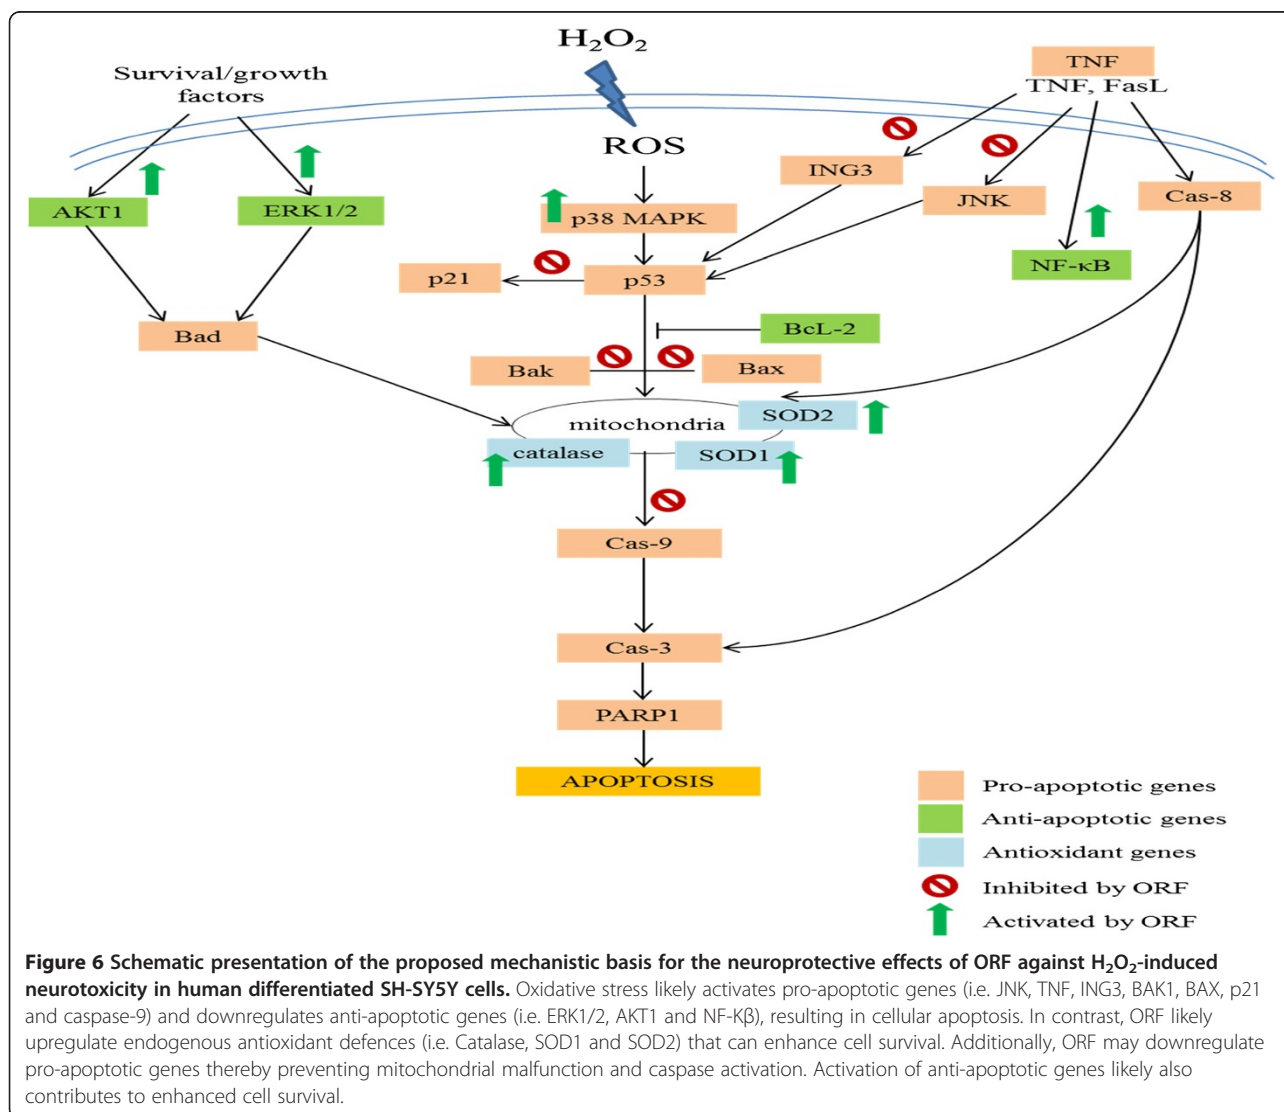 H₂O₂
TNF
TNF, FasL
Survival/growth
factors
ROS
ING3
AKT1
ERK1/2
p38 MAPK
JNK
Cas-8
NF-κB
p21
p53
Bad
BcL-2
Bak
Bax
mitochondria
SOD2
catalase
SOD1
Cas-9
Cas-3
PARP1
APOPTOSIS
Pro-apoptotic genes
Anti-apoptotic genes
Antioxidant genes
Inhibited by ORF
Activated by ORF
Figure 6 Schematic presentation of the proposed mechanistic basis for the neuroprotective effects of ORF against H₂O₂-induced
neurotoxicity in human differentiated SH-SY5Y cells. Oxidative stress likely activates pro-apoptotic genes (i.e. JNK, TNF, ING3, BAK1, BAX, p21
and caspase-9) and downregulates anti-apoptotic genes (i.e. ERK1/2, AKT1 and NF-Kβ), resulting in cellular apoptosis. In contrast, ORF likely
upregulate endogenous antioxidant defences (i.e. Catalase, SOD1 and SOD2) that can enhance cell survival. Additionally, ORF may downregulate
pro-apoptotic genes thereby preventing mitochondrial malfunction and caspase activation. Activation of anti-apoptotic genes likely also
contributes to enhanced cell survival.